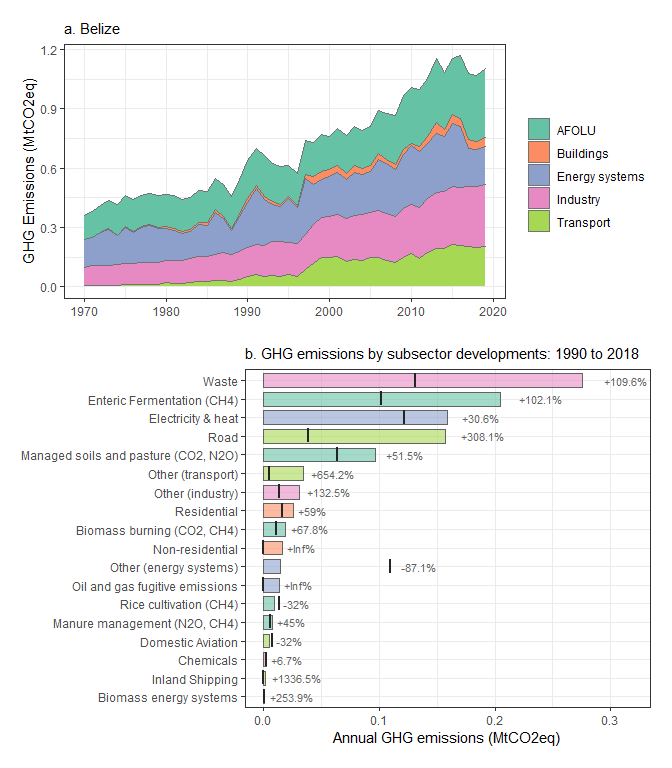 a. Belize
GHG Emissions (MtCO2eq)
1.2
0.9
0.6
0.3
0.0
1970
1980
1990
2000
2010
2020
AFOLU
Buildings
Energy systems
Industry
Transport
b. GHG emissions by subsector developments: 1990 to 2018
Waste +109.6%
Enteric Fermentation (CH4) +102.1%
Electricity & heat +30.6%
Road +308.1%
Managed soils and pasture (CO2, N2O) +51.5%
Other (transport) +654.2%
Other (industry) +132.5%
Residential +59%
Biomass burning (CO2, CH4) +67.8%
Non-residential +Inf%
Other (energy systems) -87.1%
Oil and gas fugitive emissions +Inf%
Rice cultivation (CH4) -32%
Manure management (N2O, CH4) +45%
Domestic Aviation -32%
Chemicals +6.7%
Inland Shipping +1336.5%
Biomass energy systems +253.9%
0.0
0.1
0.2
0.3
Annual GHG emissions (MtCO2eq)